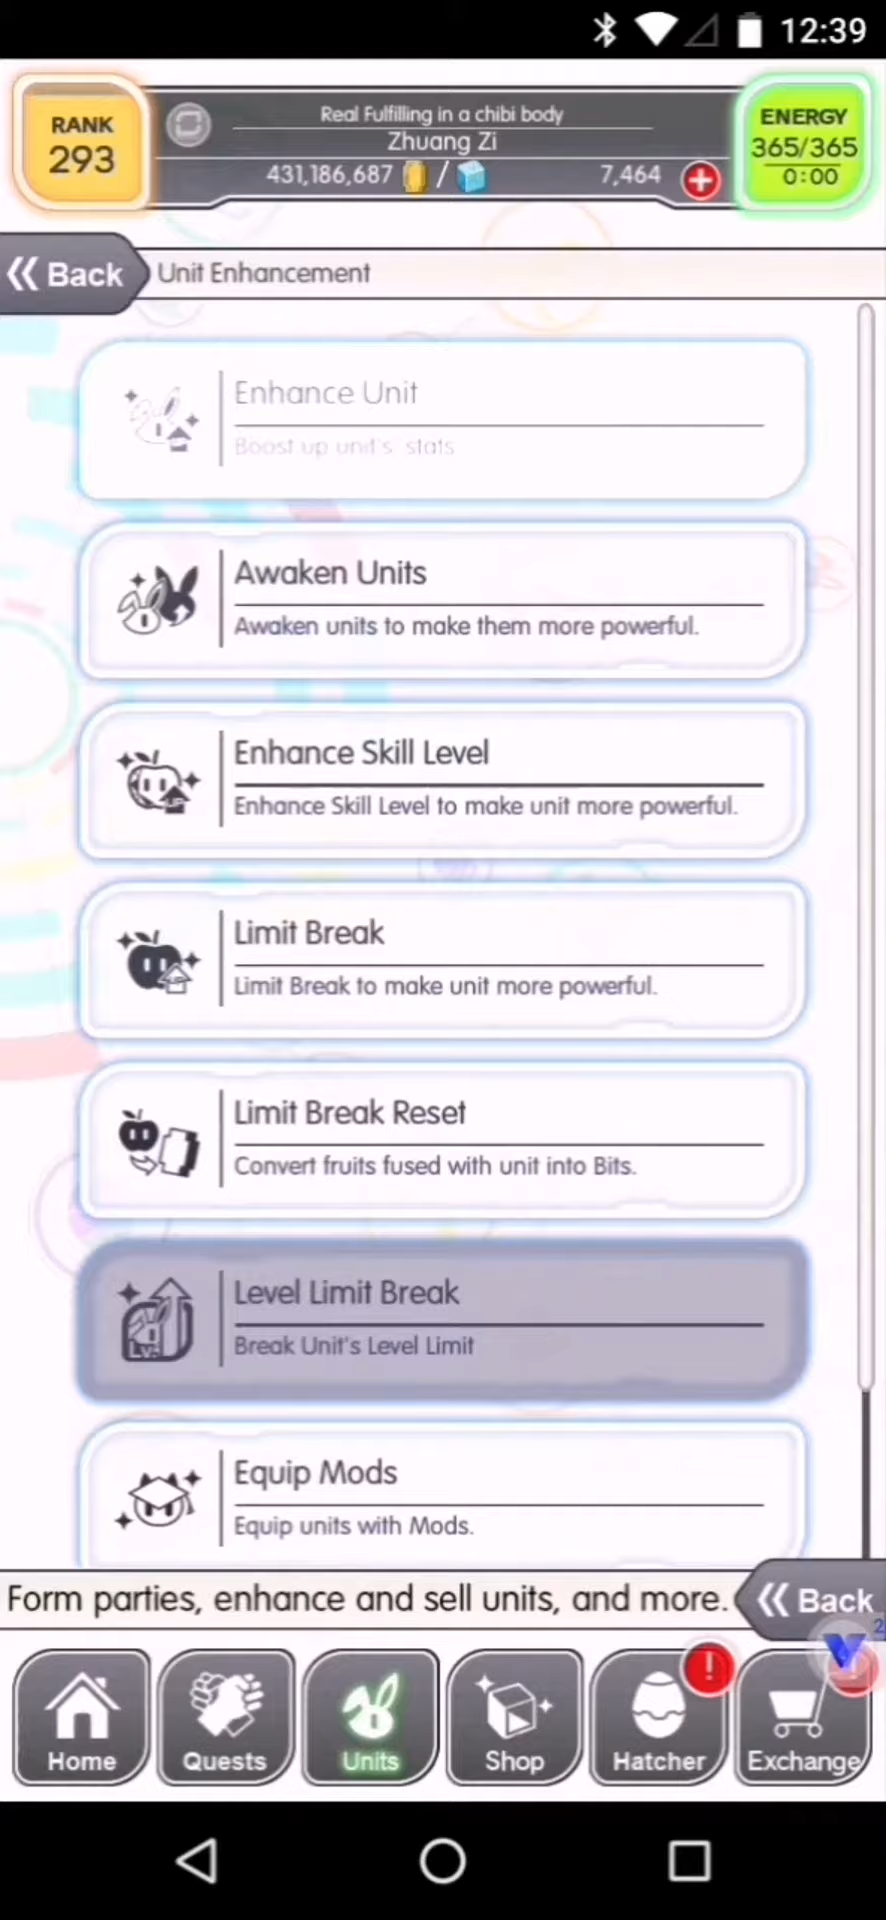 12:39
RANK
293
Real Fulfilling in a chibi body
Zhuang Zi
431,186,687 / 7,464
ENERGY
365/365
0:00
Back
Unit Enhancement
Enhance Unit
Boost up unit's stats
Awaken Units
Awaken units to make them more powerful.
Enhance Skill Level
Enhance Skill Level to make unit more powerful.
Limit Break
Limit Break to make unit more powerful.
Limit Break Reset
Convert fruits fused with unit into Bits.
Lv.
Level Limit Break
Break Unit's Level Limit
Equip Mods
Equip units with Mods.
Form parties, enhance and sell units, and more.
Back
2
!
Home
Quests
Units
Shop
Hatcher
Exchange